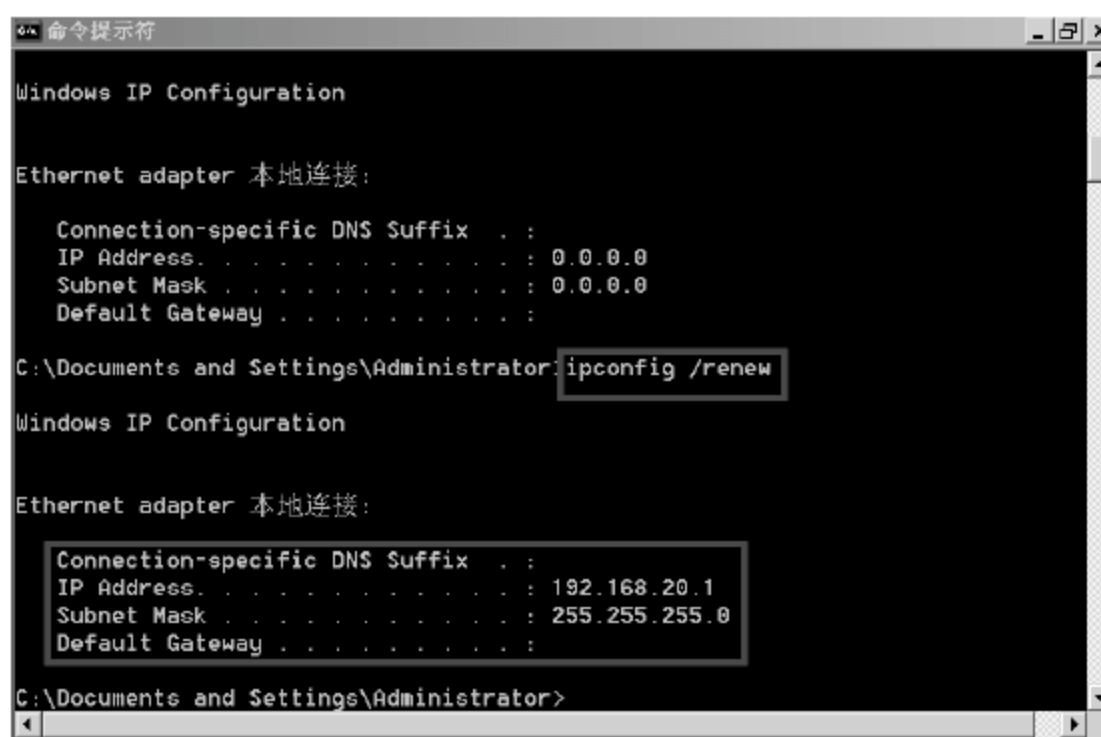 命令提示符
Windows IP Configuration
Ethernet adapter 本地连接:
Connection-specific DNS Suffix . :
IP Address. . . . . . . . . . . . : 0.0.0.0
Subnet Mask . . . . . . . . . . . : 0.0.0.0
Default Gateway . . . . . . . . . :
C:\Documents and Settings\Administrator>ipconfig /renew
Windows IP Configuration
Ethernet adapter 本地连接:
Connection-specific DNS Suffix . :
IP Address. . . . . . . . . . . . : 192.168.20.1
Subnet Mask . . . . . . . . . . . : 255.255.255.0
Default Gateway . . . . . . . . . :
C:\Documents and Settings\Administrator>